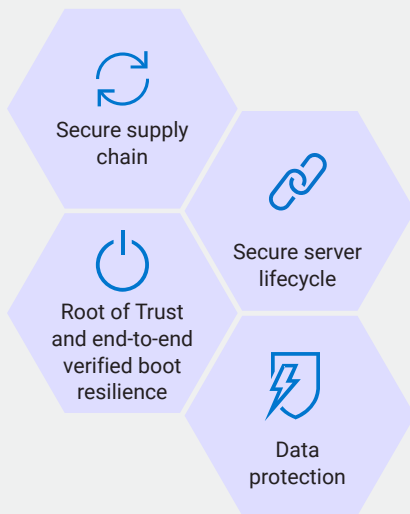 Secure supply
chain
Secure server
lifecycle
Root of Trust
and end-to-end
verified boot
resilience
Data
protection